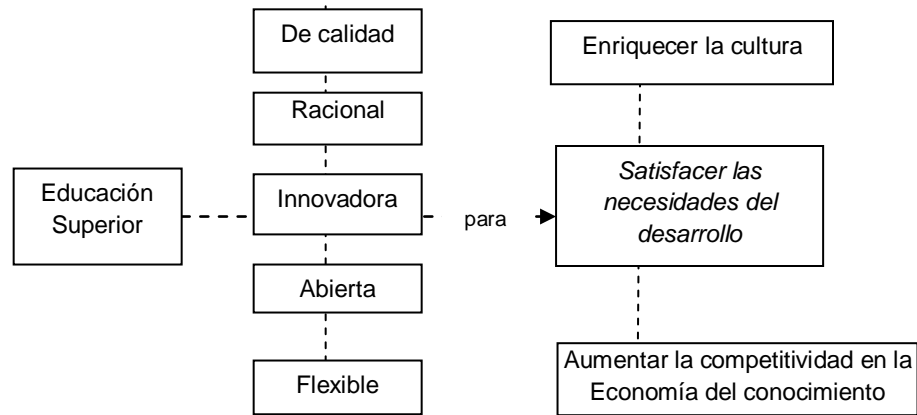 De calidad
Racional
Educación
Superior
Innovadora
Abierta
Flexible
para
Enriquecer la cultura
Satisfacer las
necesidades del
desarrollo
Aumentar la competitividad en la
Economía del conocimiento